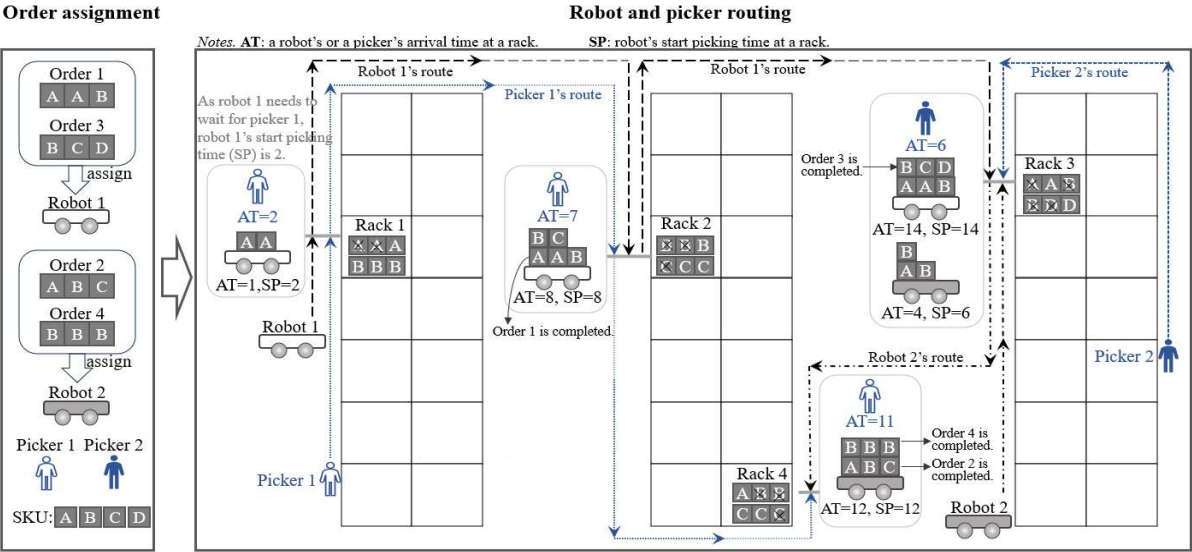 Order assignment
Robot and picker routing
Notes. AT: a robot's or a picker's arrival time at a rack.
SP: robot's start picking time at a rack.
Order 1
A A B
Order 3
B C D
assign
Robot 1
Order 2
A B C
Order 4
B B B
assign
Robot 2
Picker 1 Picker 2
SKU: A B C D
Robot 1's route
Picker 1's route
As robot 1 needs to
wait for picker 1,
robot 1's start picking
time (SP) is 2.
AT=2
A A
AT=1,SP=2
Rack 1
A A A
B B B
Robot 1
Picker 1
AT=7
B C
A A B
AT=8, SP=8
Order 1 is completed.
Robot 1's route
Rack 2
B B B
C C
Picker 2's route
AT=6
Order 3 is
completed.
B C D
A A B
AT=14, SP=14
B
A B
AT=4, SP=6
Rack 3
A A B
B D D
Picker 2
Robot 2's route
AT=11
B B B
A B C
Order 4 is
completed.
Order 2 is
completed.
AT=12, SP=12
Rack 4
A B B
C C C
Robot 2